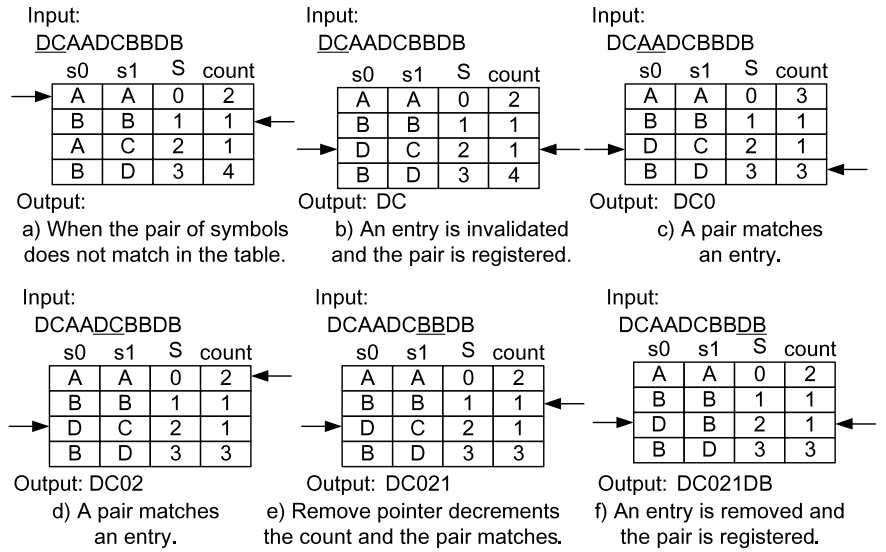 Input:
DCAADCBBDB
s0 s1 S count
A A 0 2
B B 1 1
A C 2 1
B D 3 4
Output:
a) When the pair of symbols
does not match in the table.
Input:
DCAADCBBDB
s0 s1 S count
A A 0 2
B B 1 1
D C 2 1
B D 3 4
Output: DC
b) An entry is invalidated
and the pair is registered.
Input:
DCAADCBBDB
s0 s1 S count
A A 0 3
B B 1 1
D C 2 1
B D 3 3
Output: DC0
c) A pair matches
an entry.
Input:
DCAADCBBDB
s0 s1 S count
A A 0 2
B B 1 1
D C 2 1
B D 3 3
Output: DC02
d) A pair matches
an entry.
Input:
DCAADCBBDB
s0 s1 S count
A A 0 2
B B 1 1
D C 2 1
B D 3 3
Output: DC021
e) Remove pointer decrements
the count and the pair matches.
Input:
DCAADCBBDB
s0 s1 S count
A A 0 2
B B 1 1
D B 2 1
B D 3 3
Output: DC021DB
f) An entry is removed and
the pair is registered.